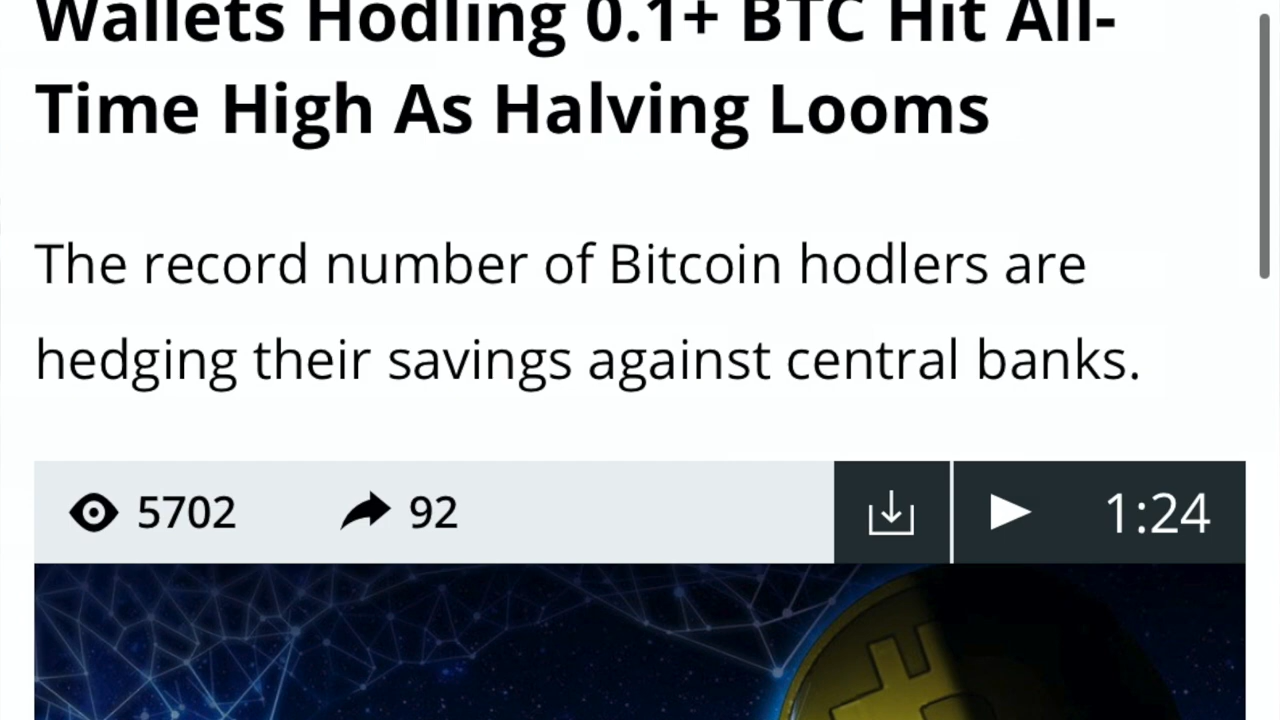 Wallets Hodling 0.1+ BTC Hit All-
Time High As Halving Looms
The record number of Bitcoin hodlers are
hedging their savings against central banks.
5702 92 1:24